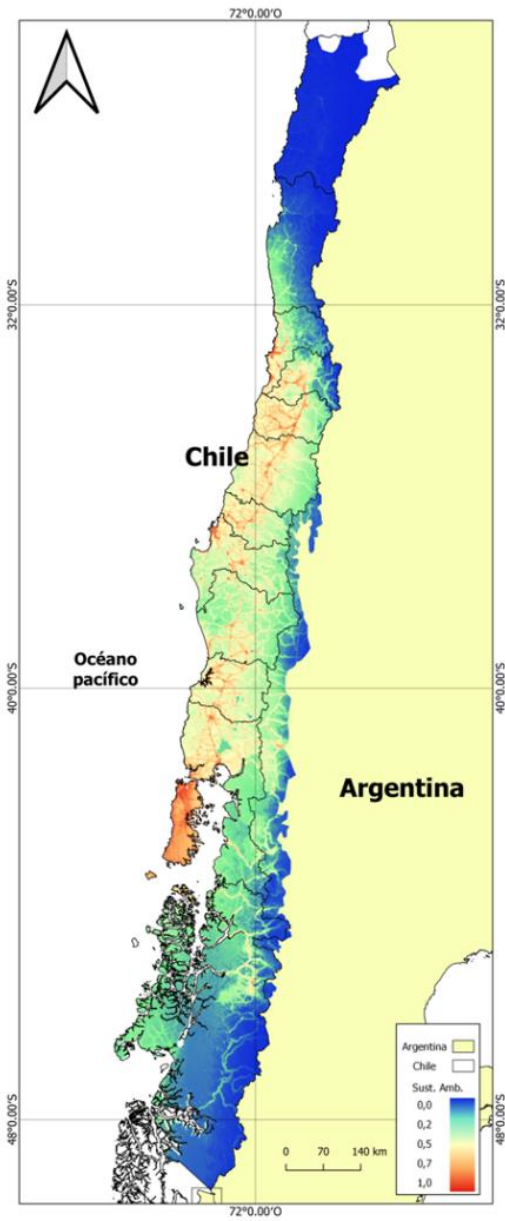 72°0.00'O
32°0.00'S
32°0.00'S
Chile
Océano
pacífico
40°0.00'S
40°0.00'S
Argentina
Argentina
Chile
Sust. Amb.
0,0
0,2
0,5
0,7
1,0
48°0.00'S
48°0.00'S
0 70 140 km
72°0.00'O